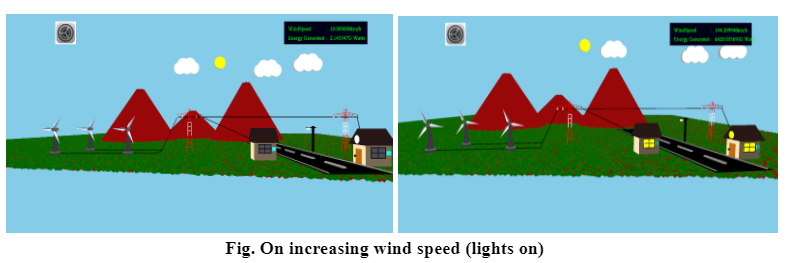 WindSpeed :
Energy Generated :
WindSpeed :
Energy Generated :
Fig. On increasing wind speed (lights on)